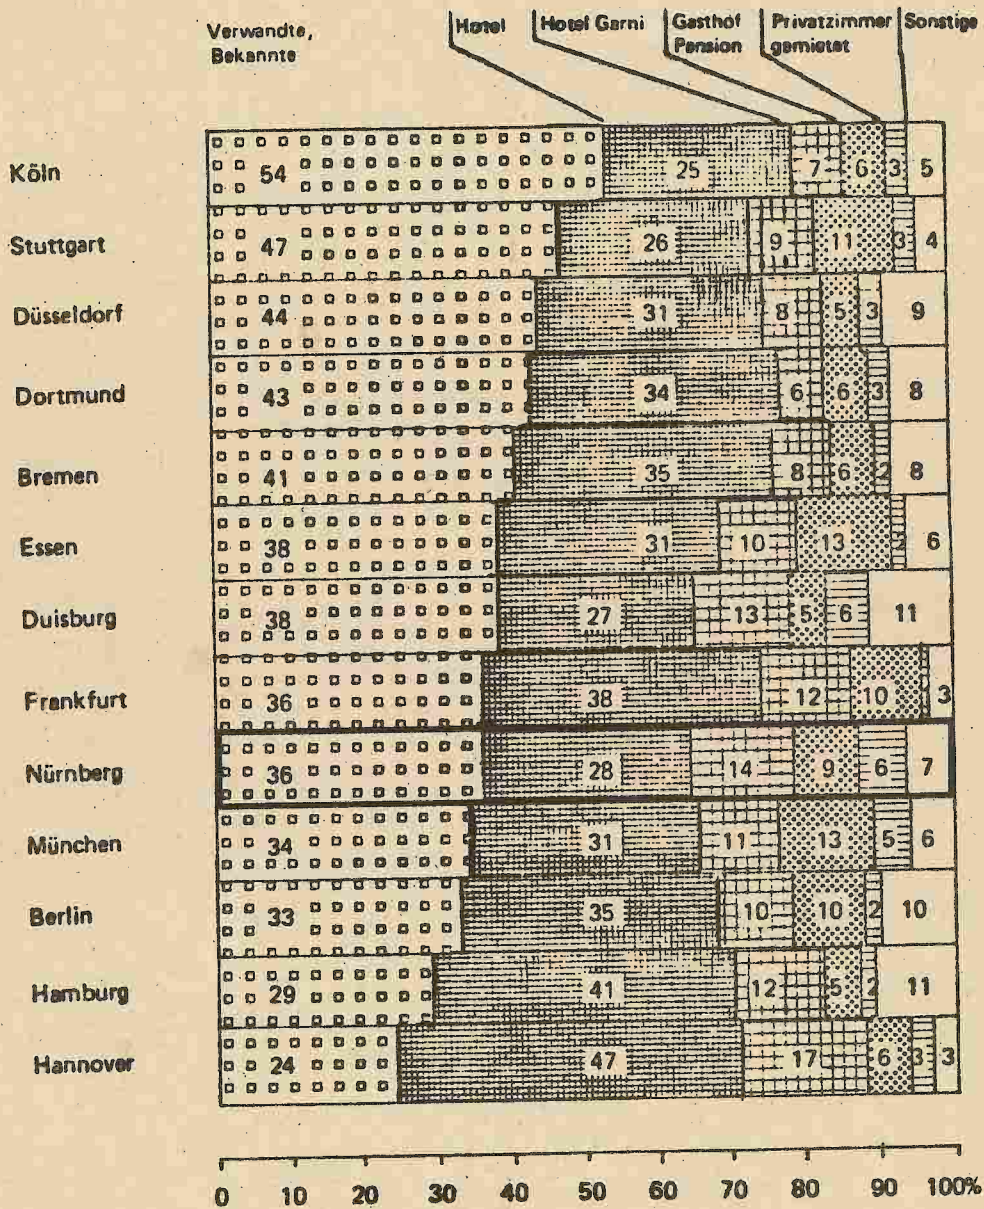 Verwandte,
Bekannte
Hotel
Hotel Garni
Gasthof
Pension
Privatzimmer
gemietet
Sonstige
Köln 54 25 7 6 3 5
Stuttgart 47 26 9 11 3 4
Düsseldorf 44 31 8 5 3 9
Dortmund 43 34 6 6 3 8
Bremen 41 35 8 6 2 8
Essen 38 31 10 13 6
Duisburg 38 27 13 5 6 11
Frankfurt 36 38 12 10 3
Nürnberg 36 28 14 9 6 7
München 34 31 11 13 5 6
Berlin 33 35 10 10 2 10
Hamburg 29 41 12 5 2 11
Hannover 24 47 17 6 3 3
0 10 20 30 40 50 60 70 80 90 100%